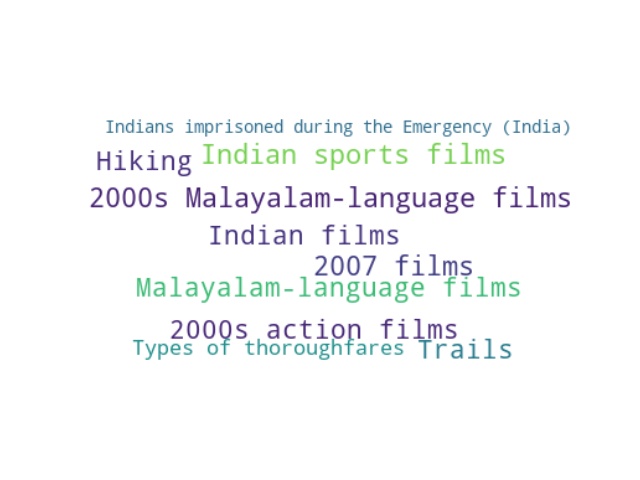 Indians imprisoned during the Emergency (India)
Hiking Indian sports films
2000s Malayalam-language films
Indian films
2007 films
Malayalam-language films
2000s action films
Types of thoroughfares Trails